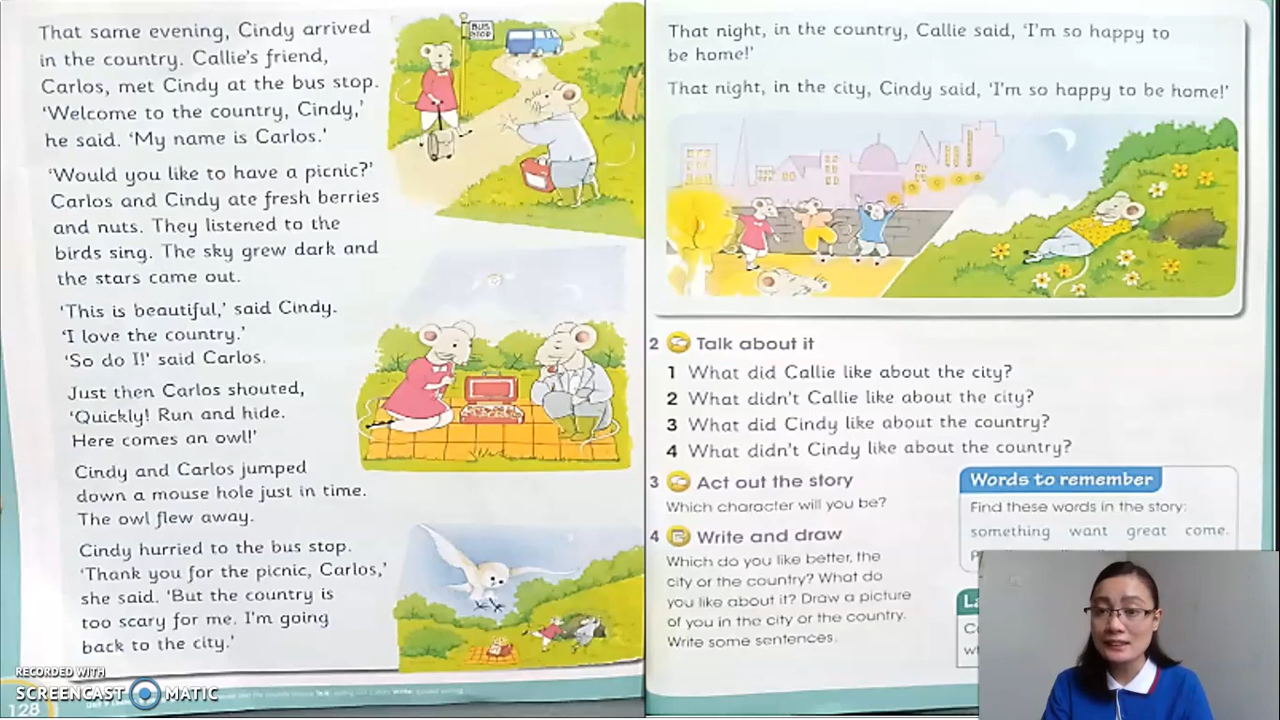 That same evening, Cindy arrived
in the country. Callie's friend,
Carlos, met Cindy at the bus stop.
'Welcome to the country, Cindy,'
he said. 'My name is Carlos.'
'Would you like to have a picnic?'
Carlos and Cindy ate fresh berries
and nuts. They listened to the
birds sing. The sky grew dark and
the stars came out.
'This is beautiful,' said Cindy.
'I love the country.'
'So do I!' said Carlos.
Just then Carlos shouted,
'Quickly! Run and hide.
Here comes an owl!'
Cindy and Carlos jumped
down a mouse hole just in time.
The owl flew away.
Cindy hurried to the bus stop.
'Thank you for the picnic, Carlos,'
she said. 'But the country is
too scary for me. I'm going
back to the city.'
BUS
STOP
RECORDED WITH
SCREENCAST MATIC
128
That night, in the country, Callie said, 'I'm so happy to
be home!'
That night, in the city, Cindy said, 'I'm so happy to be home!'
2 Talk about it
1 What did Callie like about the city?
2 What didn't Callie like about the city?
3 What did Cindy like about the country?
4 What didn't Cindy like about the country?
3 Act out the story
Which character will you be?
4 Write and draw
Which do you like better, the
city or the country? What do
you like about it? Draw a picture
of you in the city or the country.
Write some sentences.
Words to remember
Find these words in the story:
something want great come